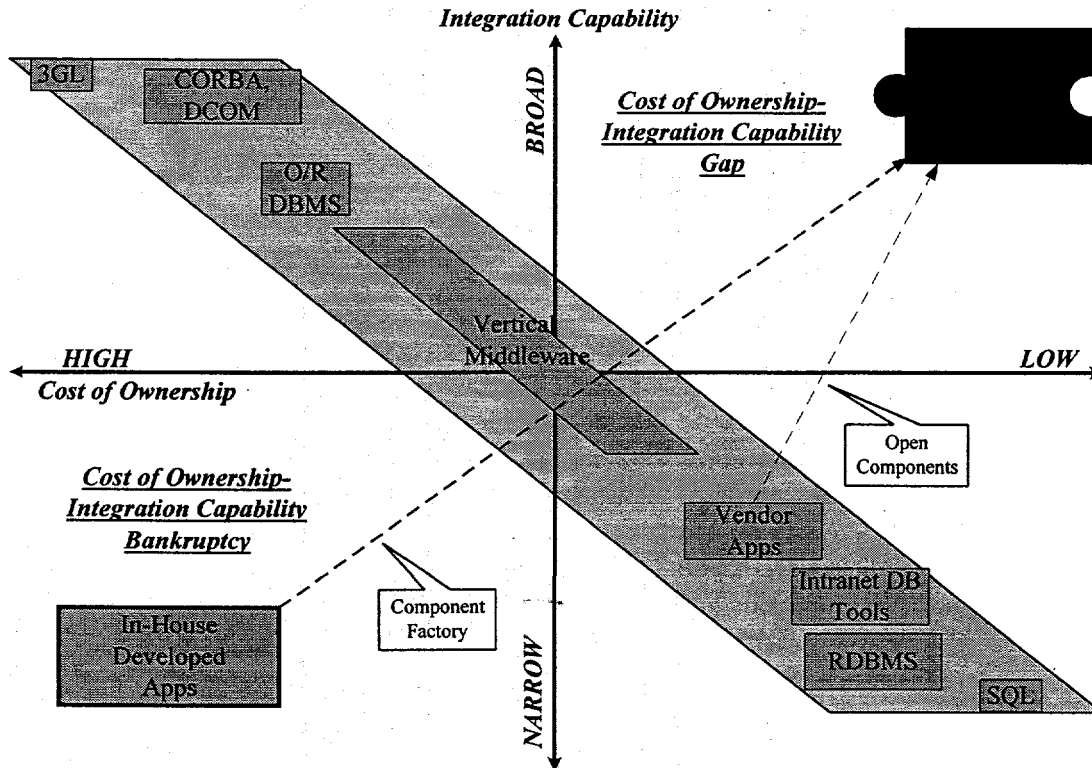 Integration Capability
3GL
CORBA,
DCOM
BROAD
Cost of Ownership-
Integration Capability
Gap
O/R
DBMS
Vertical
Middleware
HIGH
LOW
Cost of Ownership
Open
Components
Cost of Ownership-
Integration Capability
Bankruptcy
Vendor
Apps
Intranet DB
Tools
Component
Factory
In-House
Developed
Apps
RDBMS
SQL
NARROW